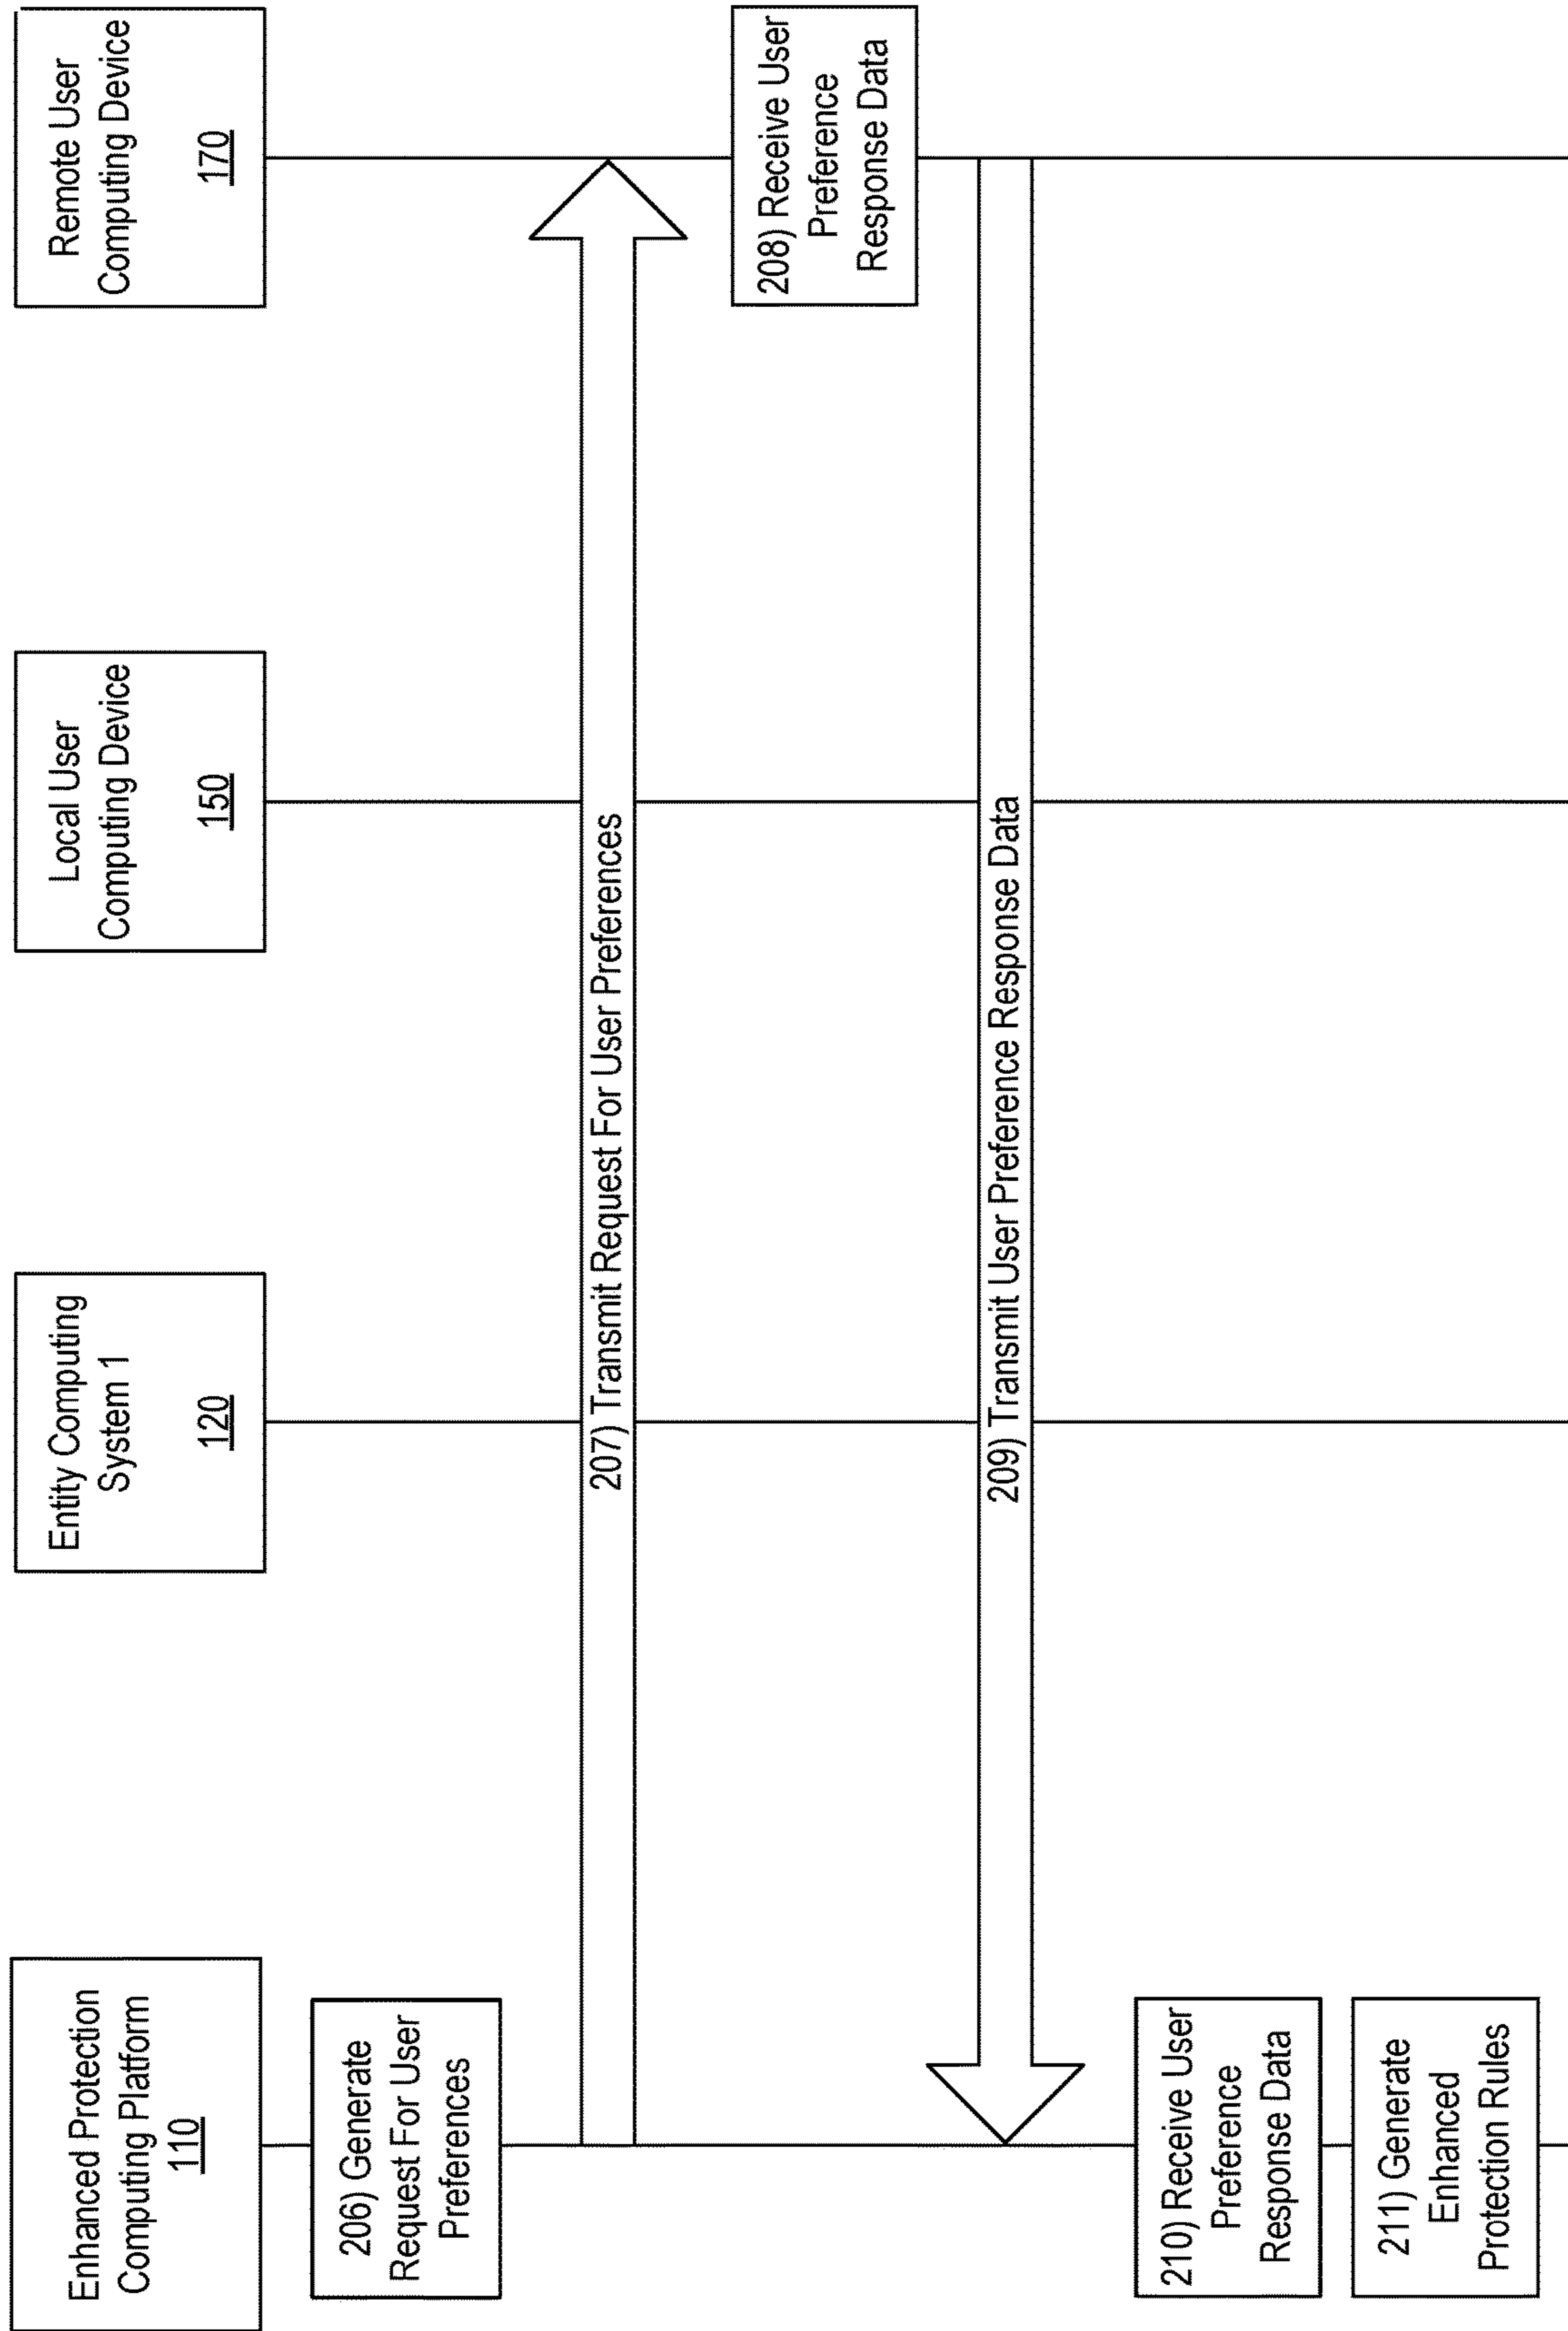 Enhanced Protection
Computing Platform
110
Entity Computing
System 1
120
Local User
Computing Device
150
Remote User
Computing Device
170
206) Generate
Request For User
Preferences
207) Transmit Request For User Preferences
208) Receive User
Preference
Response Data
209) Transmit User Preference Response Data
210) Receive User
Preference
Response Data
211) Generate
Enhanced
Protection Rules